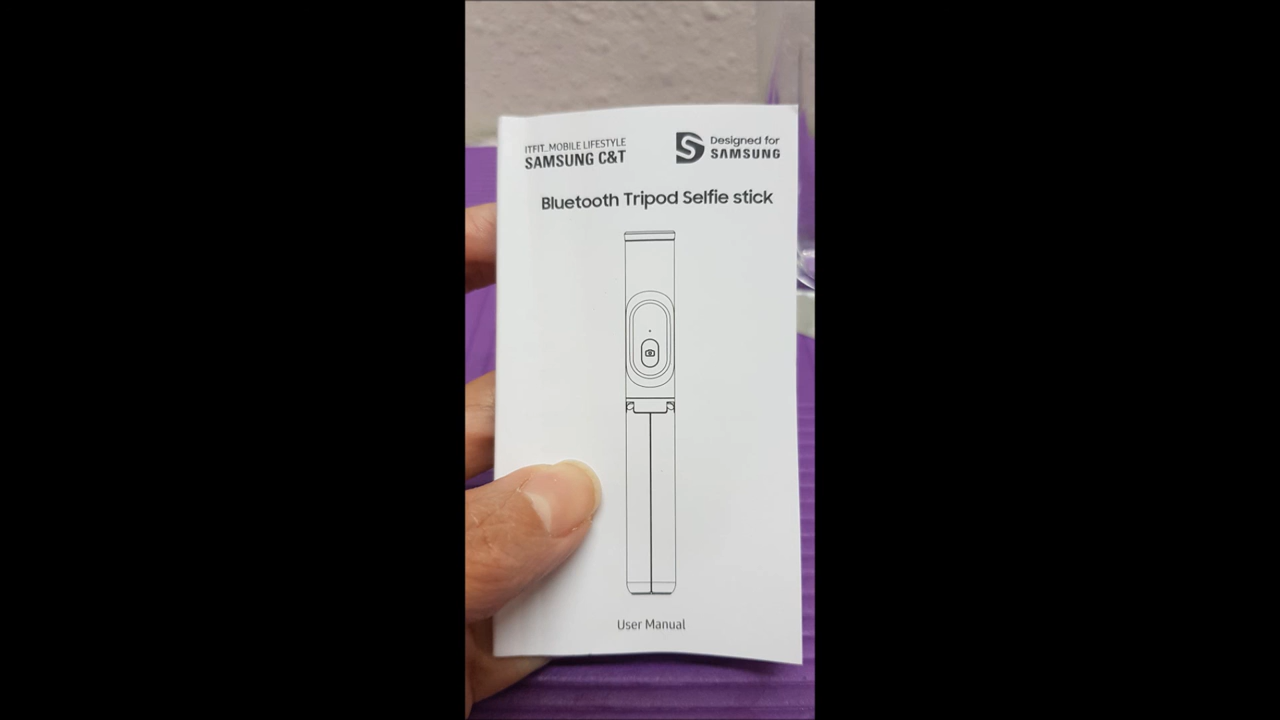 ITFIT_MOBILE LIFESTYLE
SAMSUNG C&T
Designed for
SAMSUNG
Bluetooth Tripod Selfie stick
User Manual